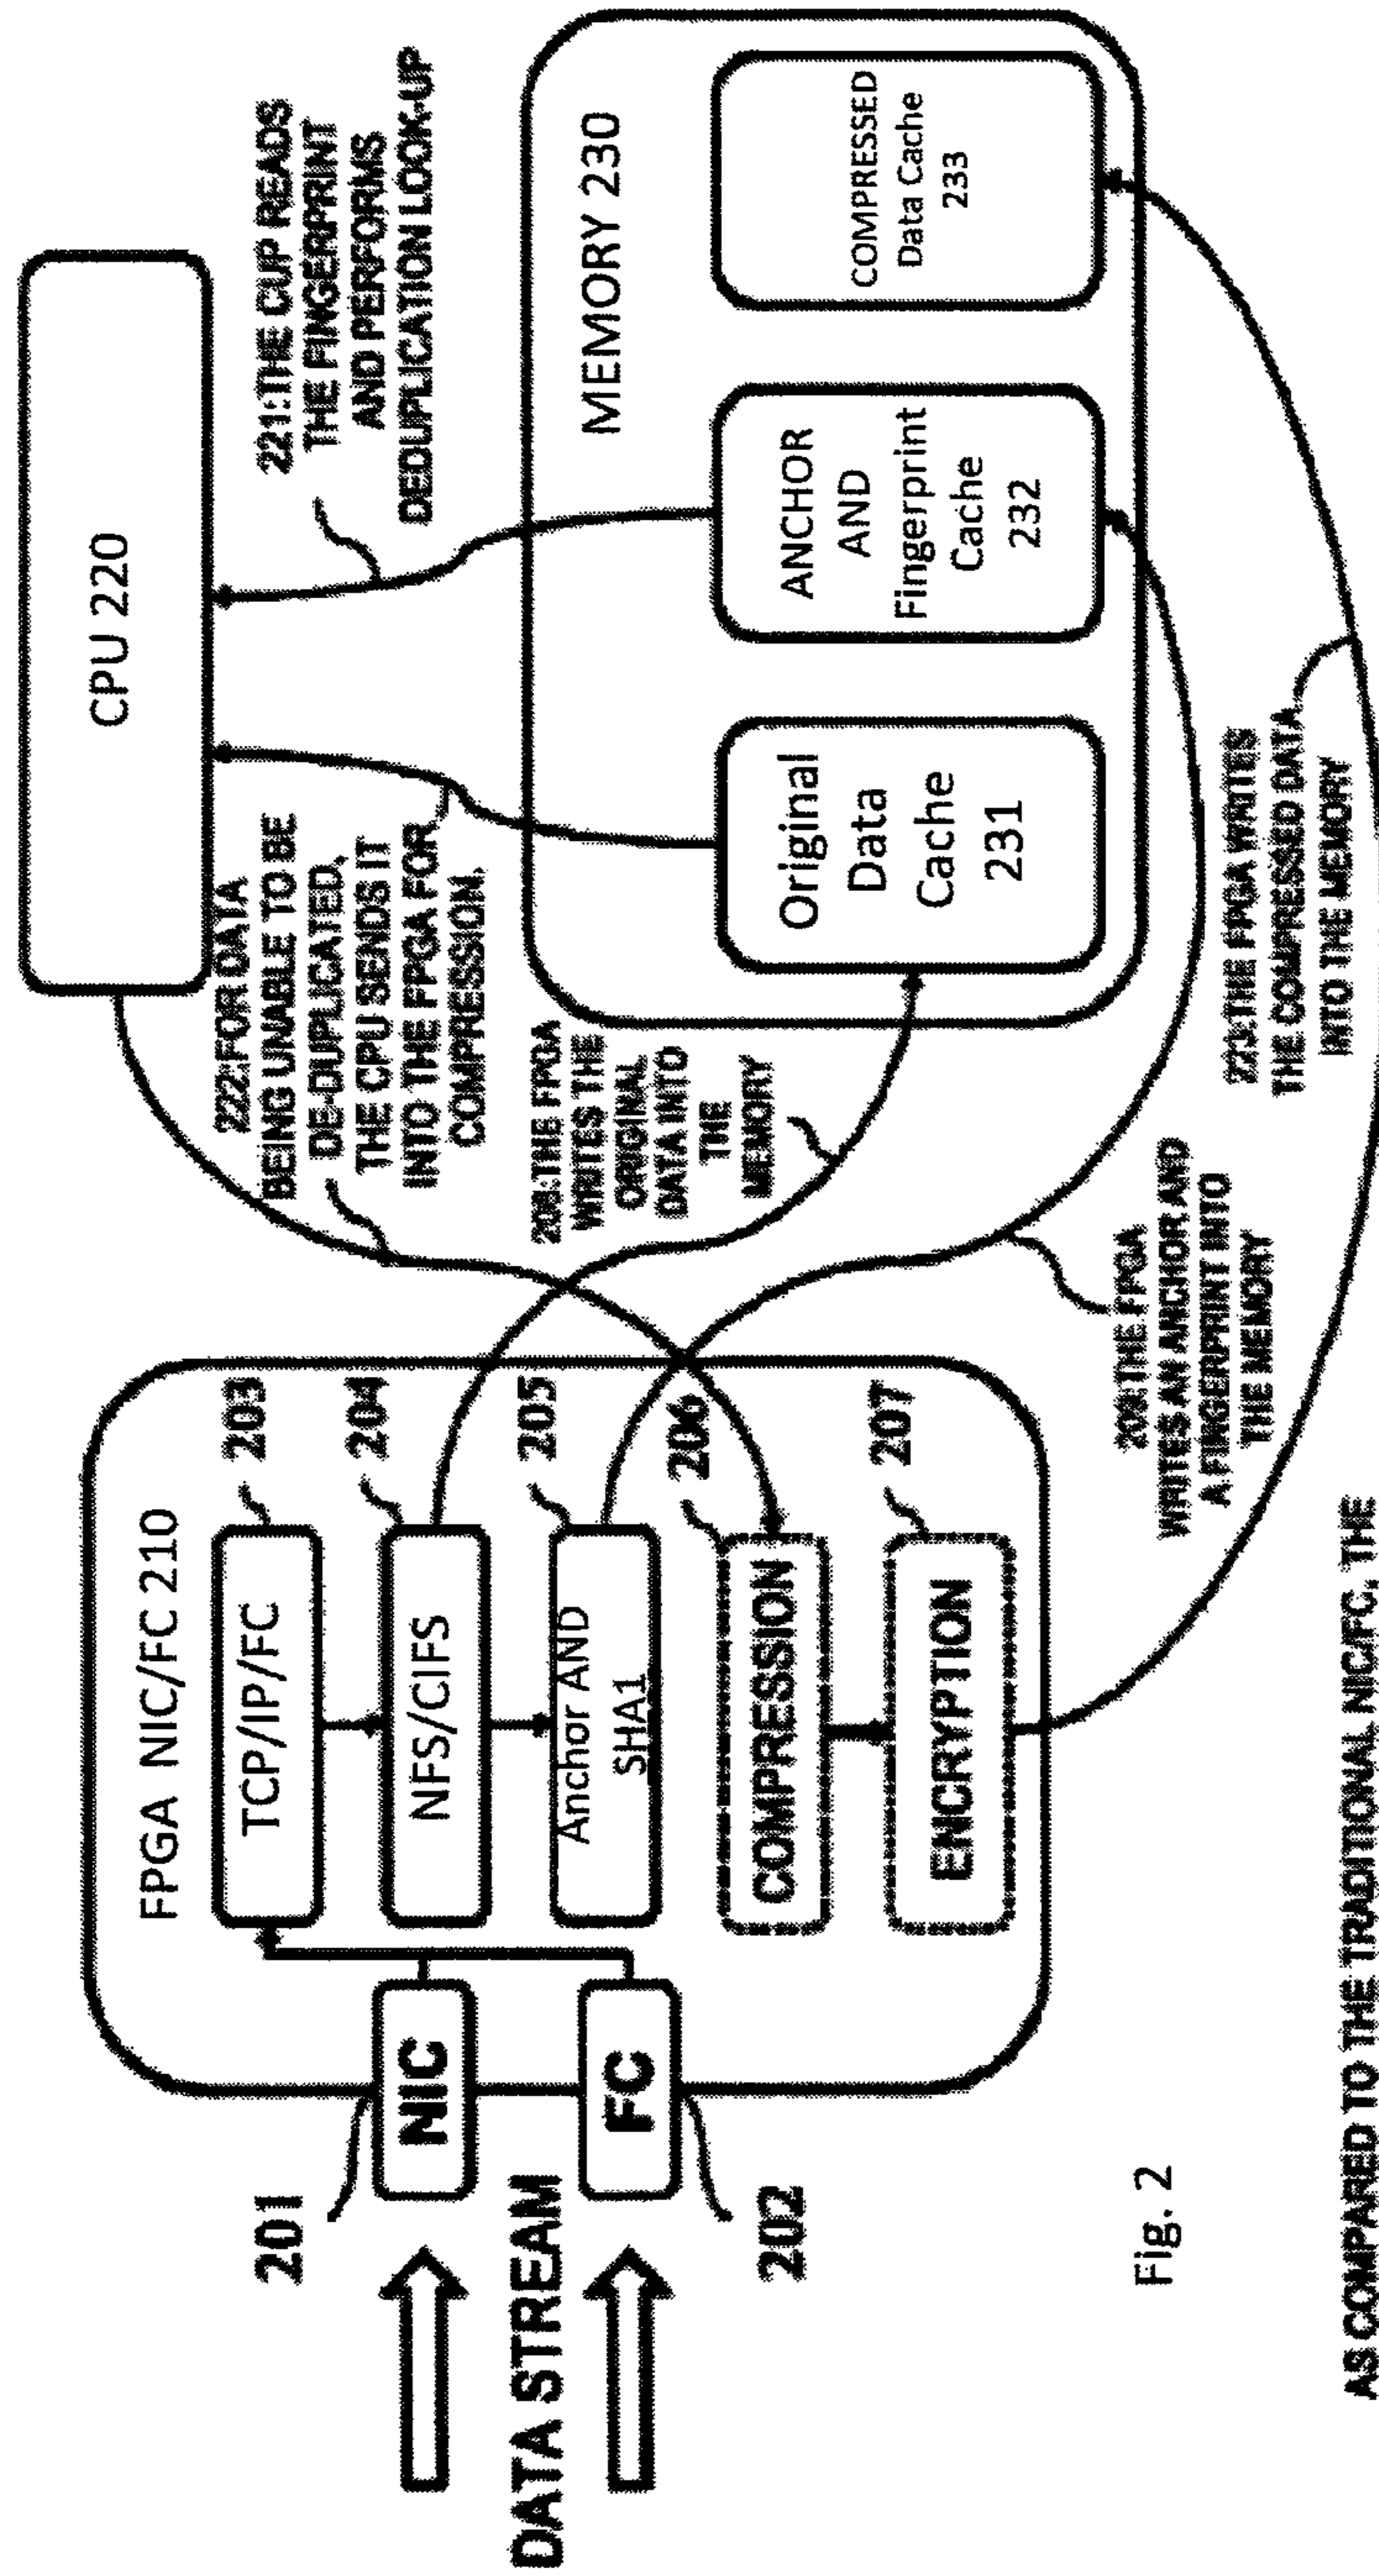 CPU 220
221:THE CUP READS
THE FINGERPRINT
AND PERFORMS
DEDUPLICATION LOOK-UP
222:FOR DATA
BEING UNABLE TO BE
DE-DUPLICATED,
THE CPU SENDS IT
INTO THE FPGA FOR
COMPRESSION.
FPGA NIC/FC 210
TCP/IP/FC
203
NFS/CIFS
204
Anchor AND
SHA1
205
COMPRESSION
206
ENCRYPTION
207
201
NIC
DATA STREAM
FC
202
208:THE FPGA
WRITES THE
ORIGINAL
DATA INTO
THE
MEMORY
MEMORY 230
Original
Data
Cache
231
ANCHOR
AND
Fingerprint
Cache
232
COMPRESSED
Data Cache
233
209:THE FPGA
WRITES AN ANCHOR AND
A FINGERPRINT INTO
THE MEMORY
223:THE FPGA WRITES
THE COMPRESSED DATA
INTO THE MEMORY
Fig. 2
AS COMPARED TO THE TRADITIONAL NIC/FC, THE